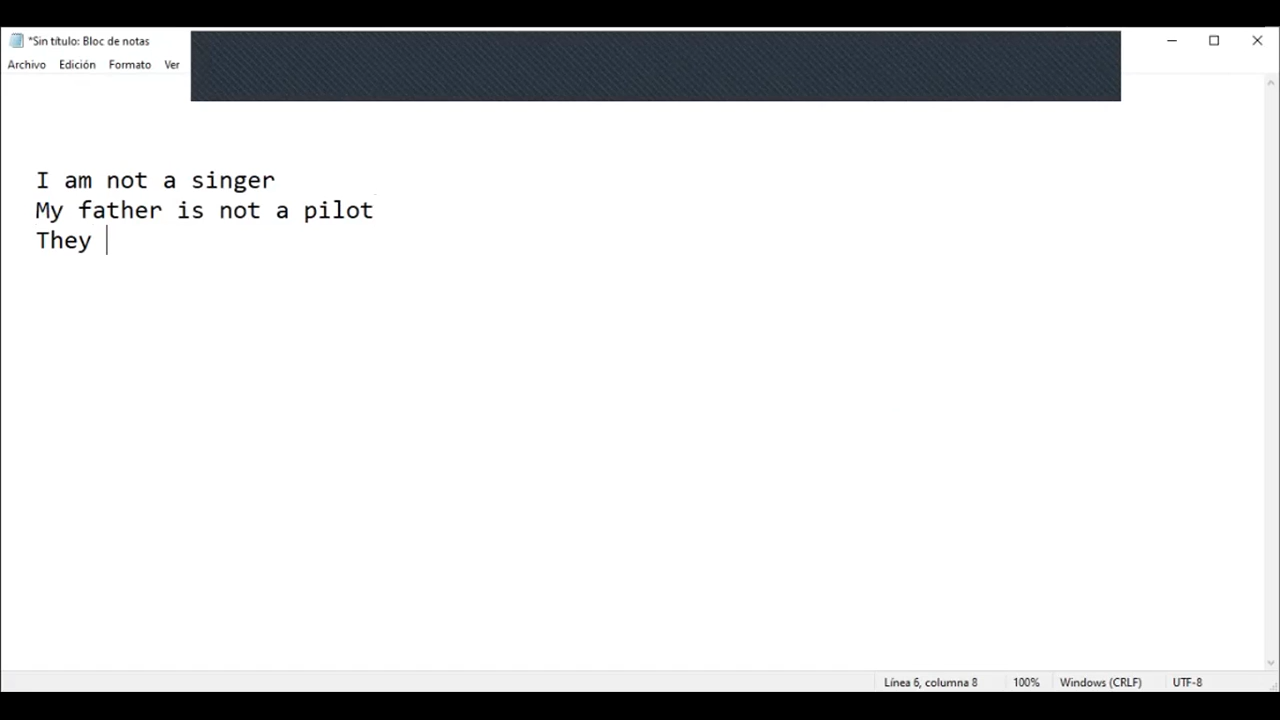 *Sin título: Bloc de notas
Archivo Edición Formato Ver
I am not a singer
My father is not a pilot
They
Línea 6, columna 8 100% Windows (CRLF) UTF-8